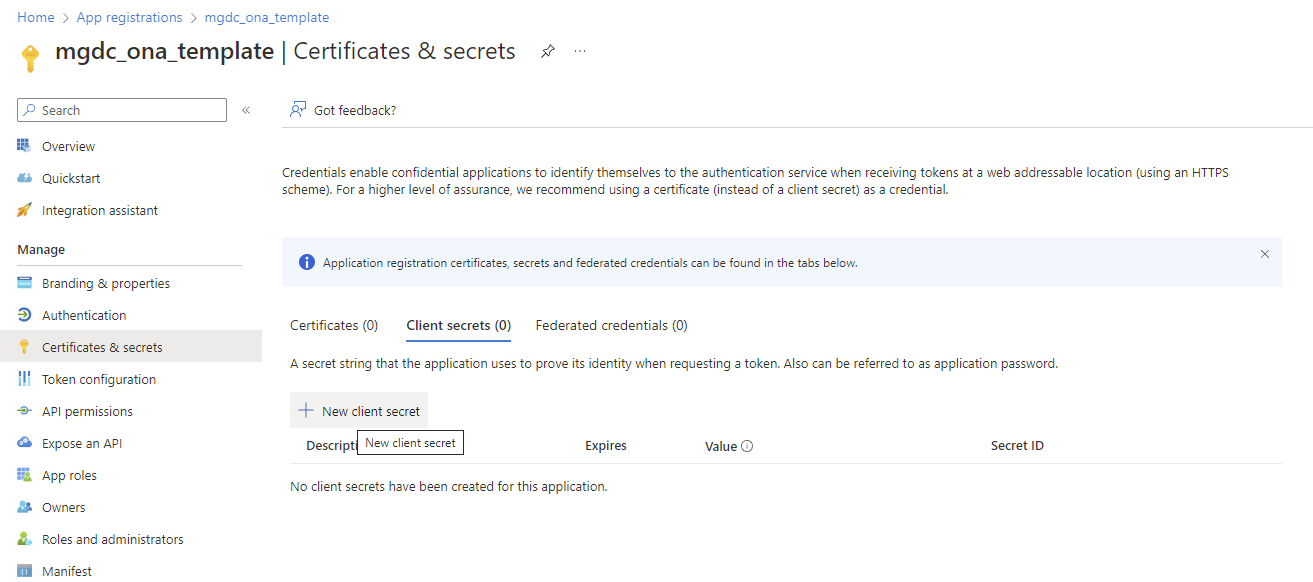 Home > App registrations > mgdc_ona_template
mgdc_ona_template | Certificates & secrets
Search
Overview
Quickstart
Integration assistant
Manage
Branding & properties
Authentication
Certificates & secrets
Token configuration
API permissions
Expose an API
App roles
Owners
Roles and administrators
Manifest
Got feedback?
Credentials enable confidential applications to identify themselves to the authentication service when receiving tokens at a web addressable location (using an HTTPS
scheme). For a higher level of assurance, we recommend using a certificate (instead of a client secret) as a credential.
Application registration certificates, secrets and federated credentials can be found in the tabs below.
Certificates (0) Client secrets (0) Federated credentials (0)
A secret string that the application uses to prove its identity when requesting a token. Also can be referred to as application password.
New client secret
New client secret
Descripti Expires Value Secret ID
No client secrets have been created for this application.